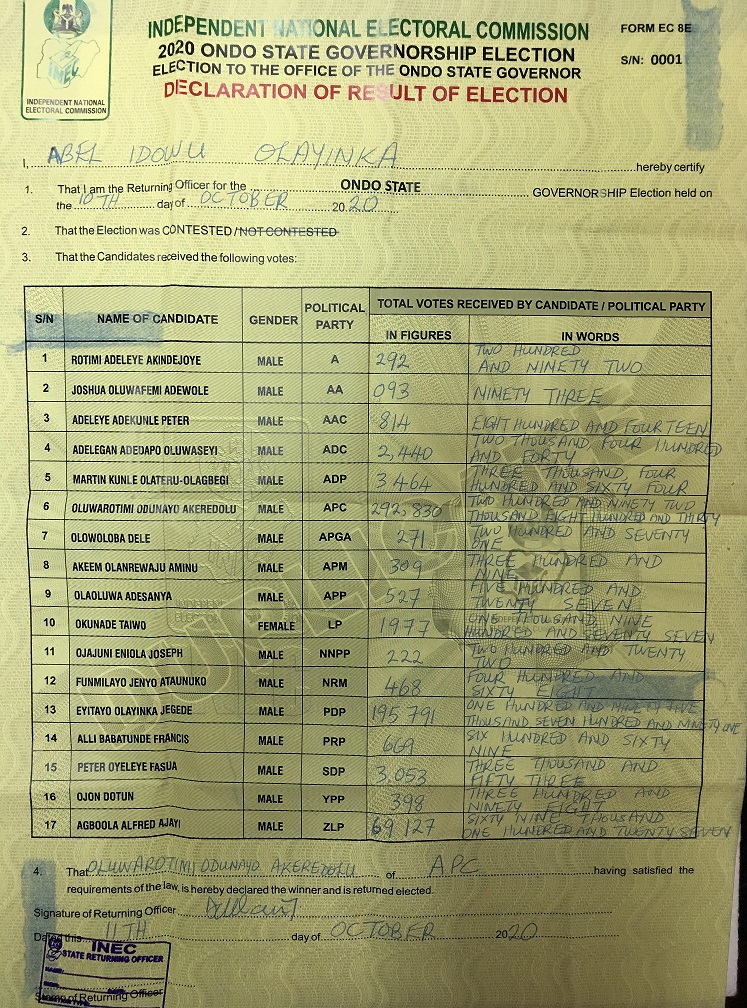 INDEPENDENT NATIONAL ELECTORAL COMMISSION
FORM EC 8E
2020 ONDO STATE GOVERNORSHIP ELECTION
S/N: 0001
ELECTION TO THE OFFICE OF THE ONDO STATE GOVERNOR
DECLARATION OF RESULT OF ELECTION
INEC
INDEPENDENT NATIONAL
ELECTORAL COMMISSION
I, ABEL IDOWU OLAYINKA hereby certify
1. That I am the Returning Officer for the ONDO STATE GOVERNORSHIP Election held on
the 10TH day of OCTOBER 2020
2. That the Election was CONTESTED / NOT CONTESTED
3. That the Candidates received the following votes:
S/N NAME OF CANDIDATE GENDER POLITICAL PARTY TOTAL VOTES RECEIVED BY CANDIDATE / POLITICAL PARTY
IN FIGURES IN WORDS
1 ROTIMI ADELEYE AKINDEJOYE MALE A 292 TWO HUNDRED AND NINETY TWO
2 JOSHUA OLUWAFEMI ADEWOLE MALE AA 093 NINETY THREE
3 ADELEYE ADEKUNLE PETER MALE AAC 814 EIGHT HUNDRED AND FOURTEEN
4 ADELEGAN ADEDAPO OLUWASEYI MALE ADC 2,440 TWO THOUSAND FOUR HUNDRED AND FORTY
5 MARTIN KUNLE OLATERU-OLAGBEGI MALE ADP 3 464 THREE THOUSAND, FOUR HUNDRED AND SIXTY FOUR
6 OLUWAROTIMI ODUNAYO AKEREDOLU MALE APC 292,830 TWO HUNDRED AND NINETY TWO THOUSAND EIGHT HUNDRED AND THIRTY
7 OLOWOLOBA DELE MALE APGA 271 TWO HUNDRED AND SEVENTY ONE
8 AKEEM OLANREWAJU AMINU MALE APM 309 THREE HUNDRED AND NINE
9 OLAOLUWA ADESANYA MALE APP 527 FIVE HUNDRED AND TWENTY SEVEN
10 OKUNADE TAIWO FEMALE LP 1977 ONE THOUSAND NINE HUNDRED AND SEVENTY SEVEN
11 OJAJUNI ENIOLA JOSEPH MALE NNPP 222 TWO HUNDRED AND TWENTY TWO
12 FUNMILAYO JENYO ATAUNUKO MALE NRM 468 FOUR HUNDRED AND SIXTY EIGHT
13 EYITAYO OLAYINKA JEGEDE MALE PDP 195 791 ONE HUNDRED AND NINETY FIVE THOUSAND SEVEN HUNDRED AND NINETY ONE
14 ALLI BABATUNDE FRANCIS MALE PRP 669 SIX HUNDRED AND SIXTY NINE
15 PETER OYELEYE FASUA MALE SDP 3,053 THREE THOUSAND AND FIFTY THREE
16 OJON DOTUN MALE YPP 398 THREE HUNDRED AND NINETY EIGHT
17 AGBOOLA ALFRED AJAYI MALE ZLP 69 127 SIXTY NINE THOUSAND ONE HUNDRED AND TWENTY SEVEN
DUPLICATE
4. That OLUWAROTIMI ODUNAYO AKEREDOLU of APC having satisfied the
requirements of the law, is hereby declared the winner and is returned elected.
Signature of Returning Officer
Dated this 11TH day of OCTOBER 2020
INEC
STATE RETURNING OFFICER
Stamp of Returning Officer